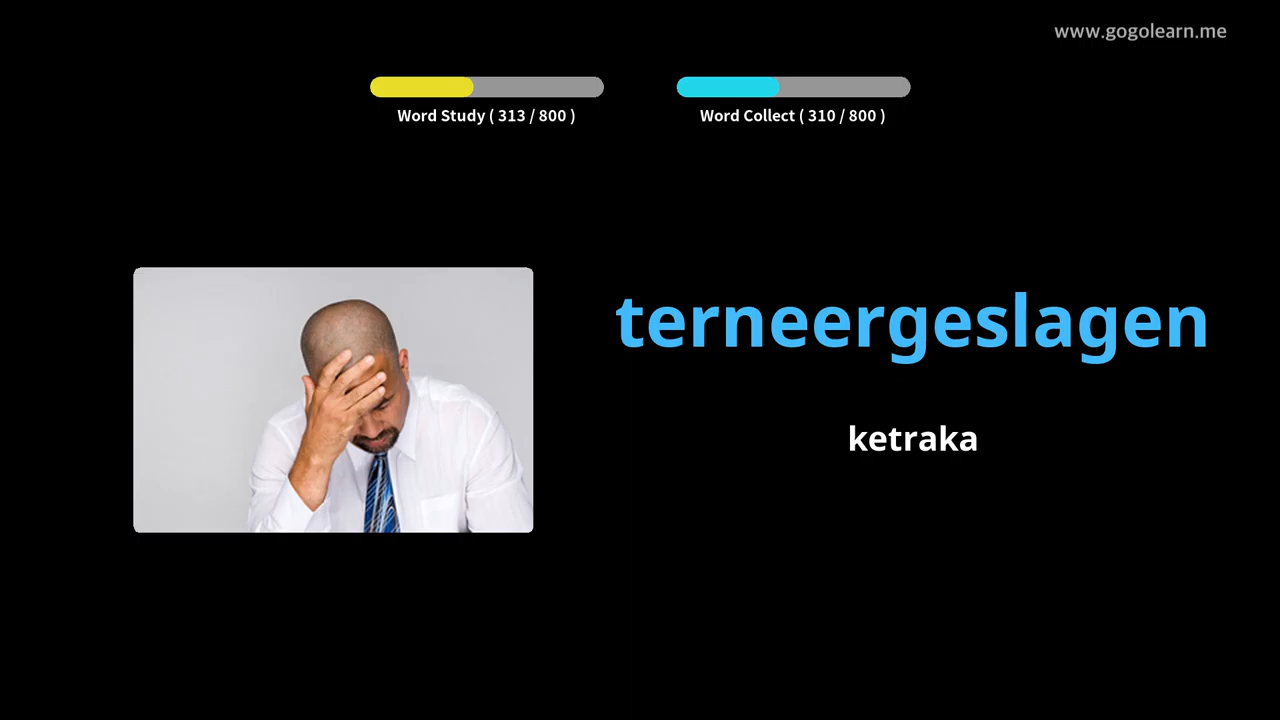 www.gogolearn.me
Word Study ( 313 / 800 )
Word Collect ( 310 / 800 )
terneergeslagen
ketraka